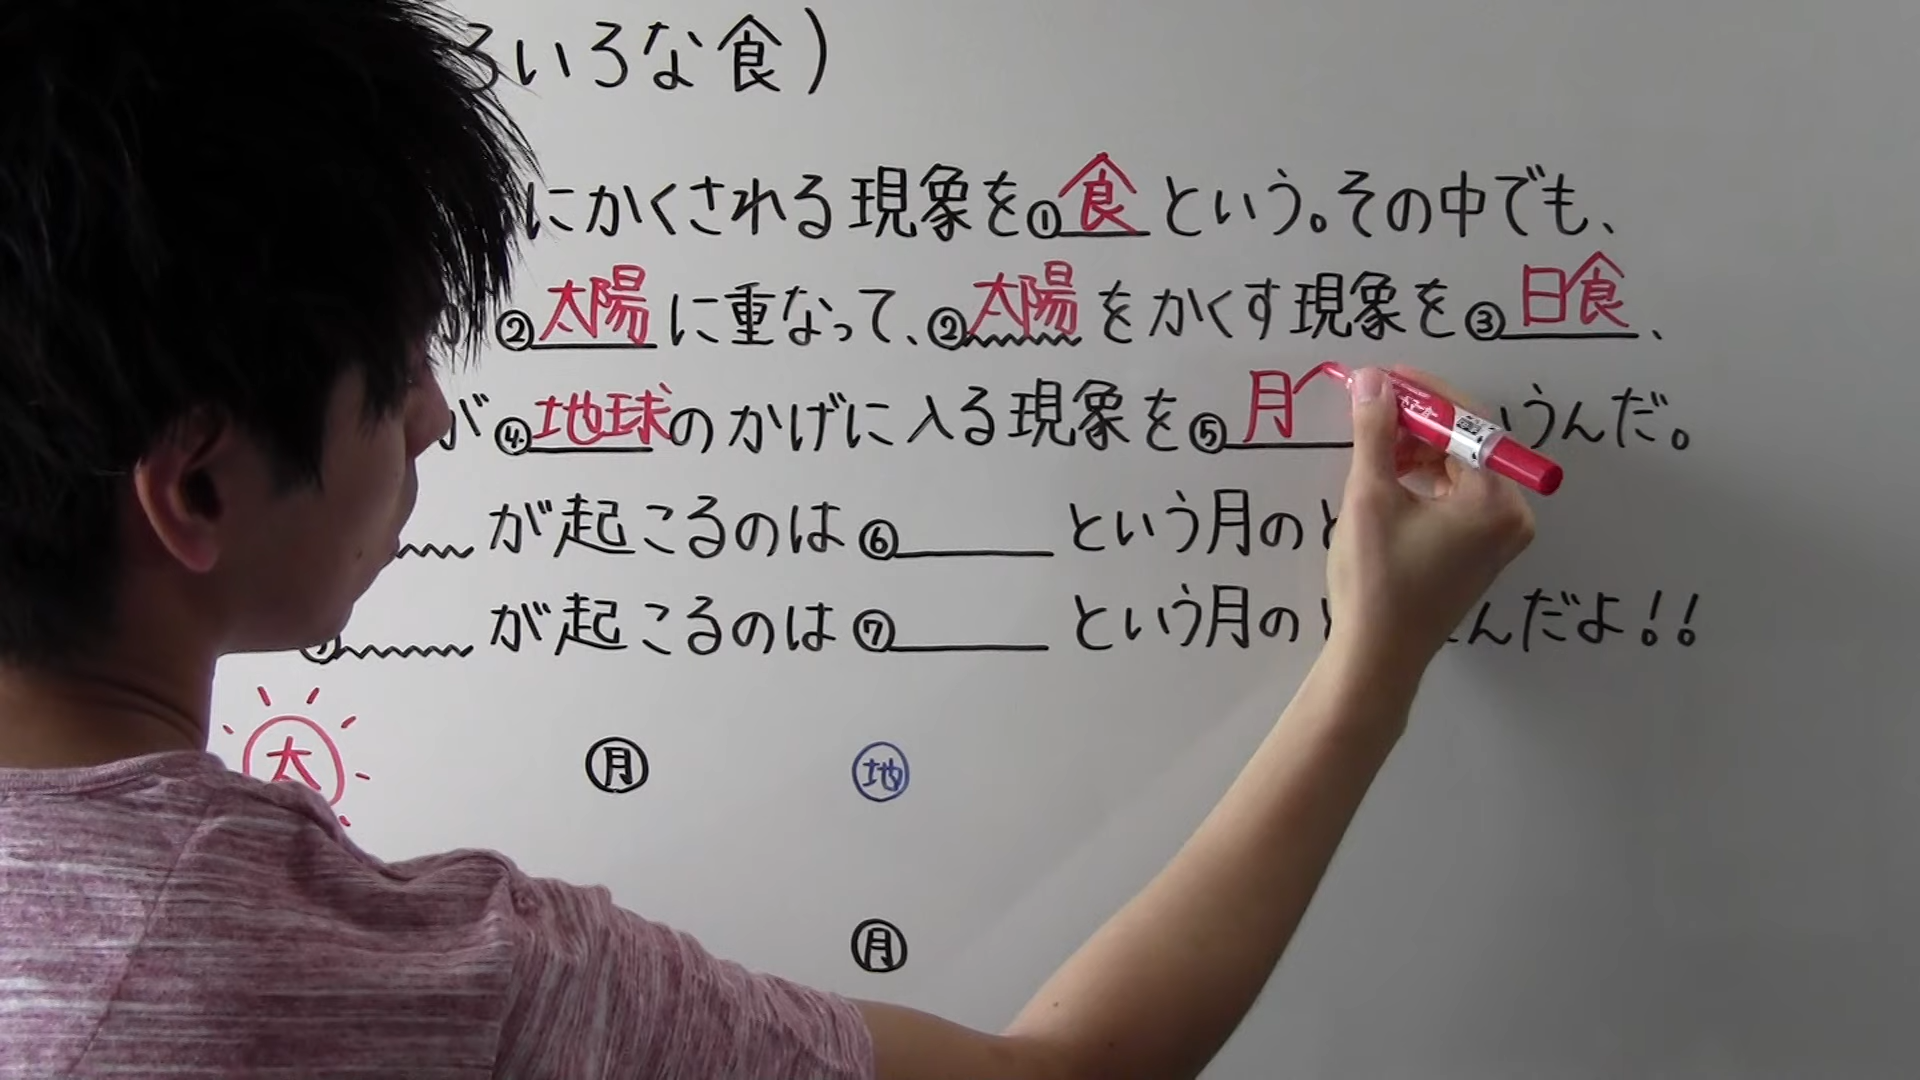 ろいろな食）
にかくされる現象を①食という。その中でも、
が②太陽に重なって、②太陽をかくす現象を③日食、
が④地球のかげに入る現象を⑤月 うんだ。
が起こるのは⑥ という月の
が起こるのは⑦ という月の んだよ!!
太 月 地
月